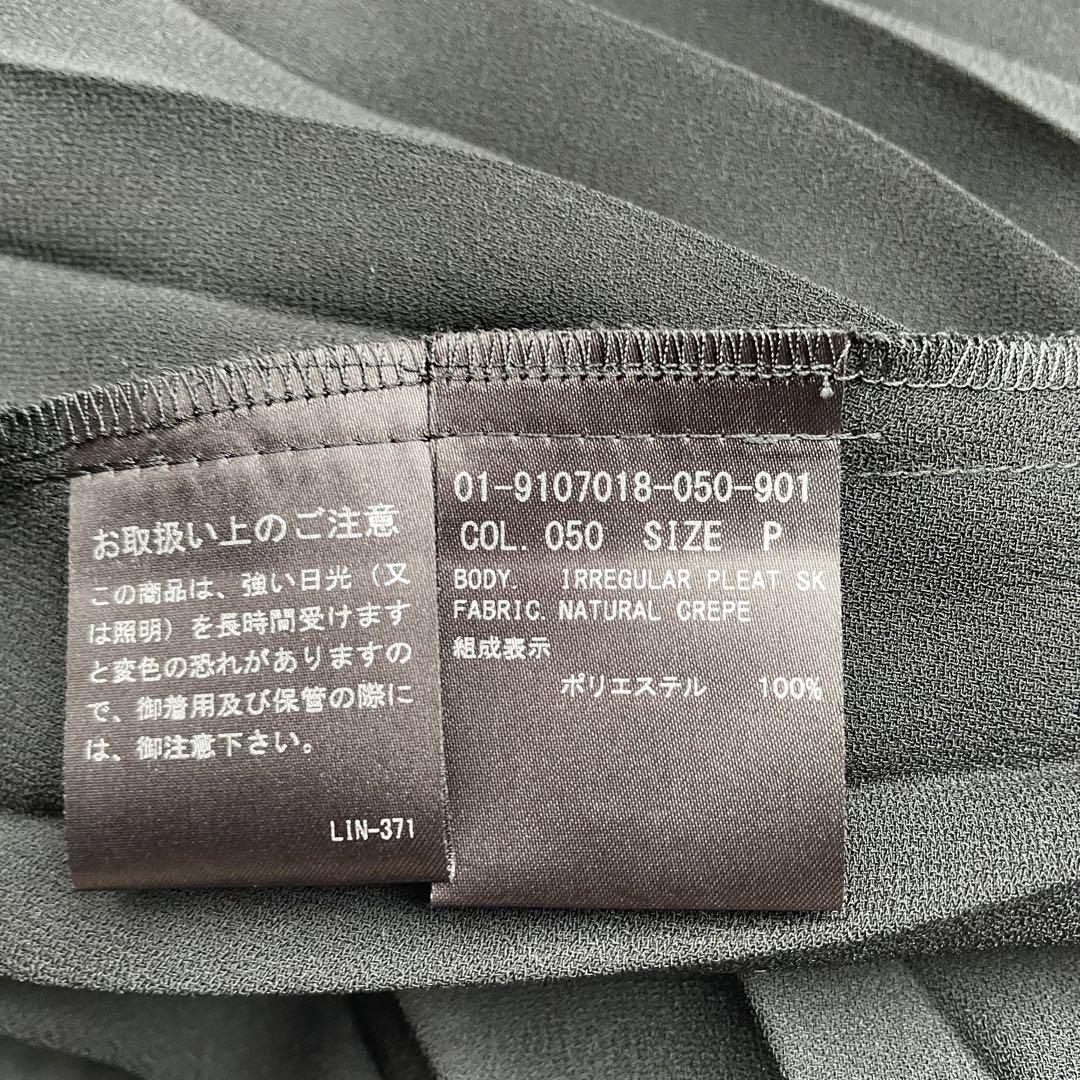 お取扱い上のご注意
この商品は、強い日光（又
は照明）を長時間受けます
と変色の恐れがありますの
で、御着用及び保管の際に
は、御注意下さい。
LIN-371
01-9107018-050-901
COL. 050 SIZE P
BODY. IRREGULAR PLEAT SK
FABRIC. NATURAL CREPE
組成表示
ポリエステル 100%